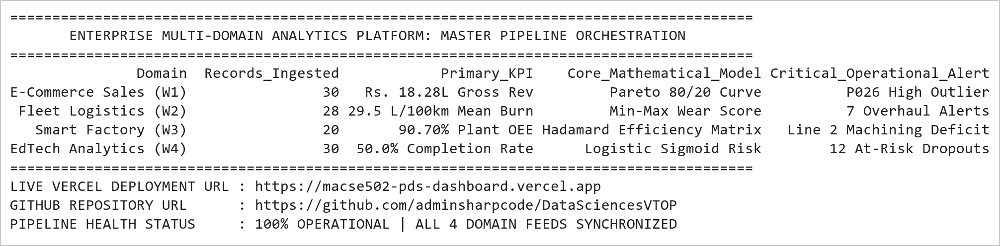 ========================================================================================
ENTERPRISE MULTI-DOMAIN ANALYTICS PLATFORM: MASTER PIPELINE ORCHESTRATION
========================================================================================
Domain Records_Ingested Primary_KPI Core_Mathematical_Model Critical_Operational_Alert
E-Commerce Sales (W1) 30 Rs. 18.28L Gross Rev Pareto 80/20 Curve P026 High Outlier
Fleet Logistics (W2) 28 29.5 L/100km Mean Burn Min-Max Wear Score 7 Overhaul Alerts
Smart Factory (W3) 20 90.70% Plant OEE Hadamard Efficiency Matrix Line 2 Machining Deficit
EdTech Analytics (W4) 30 50.0% Completion Rate Logistic Sigmoid Risk 12 At-Risk Dropouts
========================================================================================
LIVE VERCEL DEPLOYMENT URL : https://macse502-pds-dashboard.vercel.app
GITHUB REPOSITORY URL : https://github.com/adminsharpcode/DataSciencesVTOP
PIPELINE HEALTH STATUS : 100% OPERATIONAL | ALL 4 DOMAIN FEEDS SYNCHRONIZED